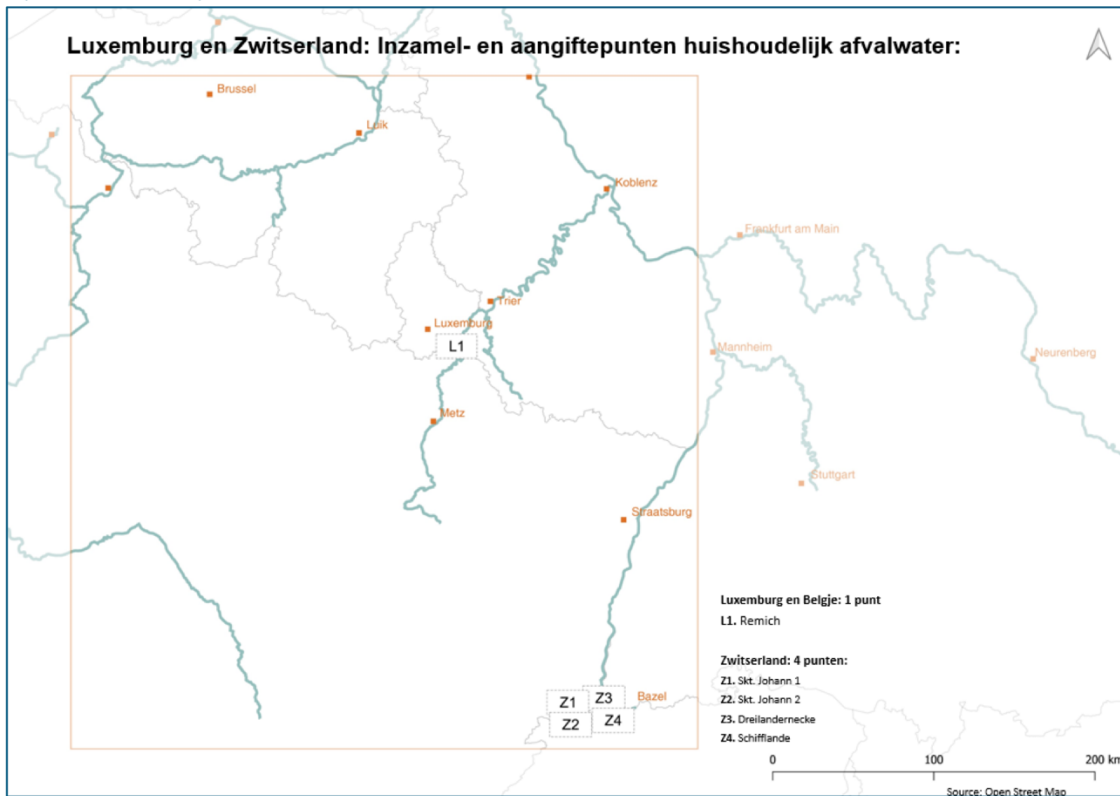 Luxemburg en Zwitserland: Inzamel- en aangiftepunten huishoudelijk afvalwater:
Brussel
Luik
Koblenz
Frankfurt am Main
Trier
Luxemburg
L1
Mannheim
Neurenberg
Metz
Stuttgart
Straatsburg
Luxemburg en Belgje: 1 punt
L1. Remich
Zwitserland: 4 punten:
Z1. Skt. Johann 1
Z2. Skt. Johann 2
Z3. Dreilandernecke
Z4. Schifflande
Z1
Z3
Bazel
Z2
Z4
0
100
200 km
Source: Open Street Map